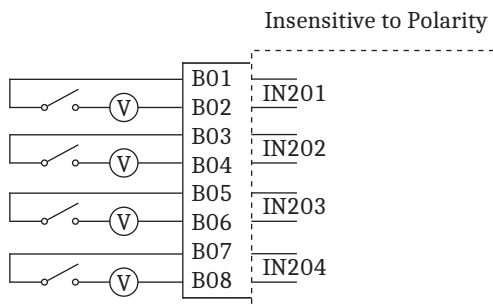 Insensitive to Polarity
B01
IN201
V
B02
B03
IN202
V
B04
B05
IN203
V
B06
B07
IN204
V
B08